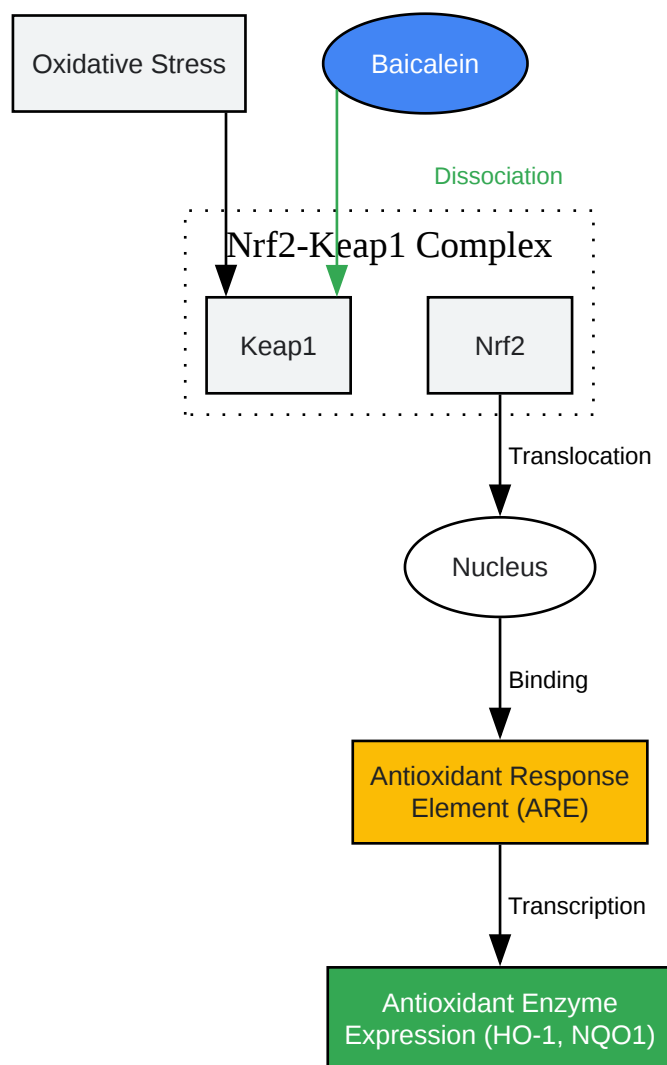 Oxidative Stress
Baicalein
Dissociation
Nrf2-Keap1 Complex
Keap1
Nrf2
Translocation
Nucleus
Binding
Antioxidant Response
Element (ARE)
Transcription
Antioxidant Enzyme
Expression (HO-1, NQO1)